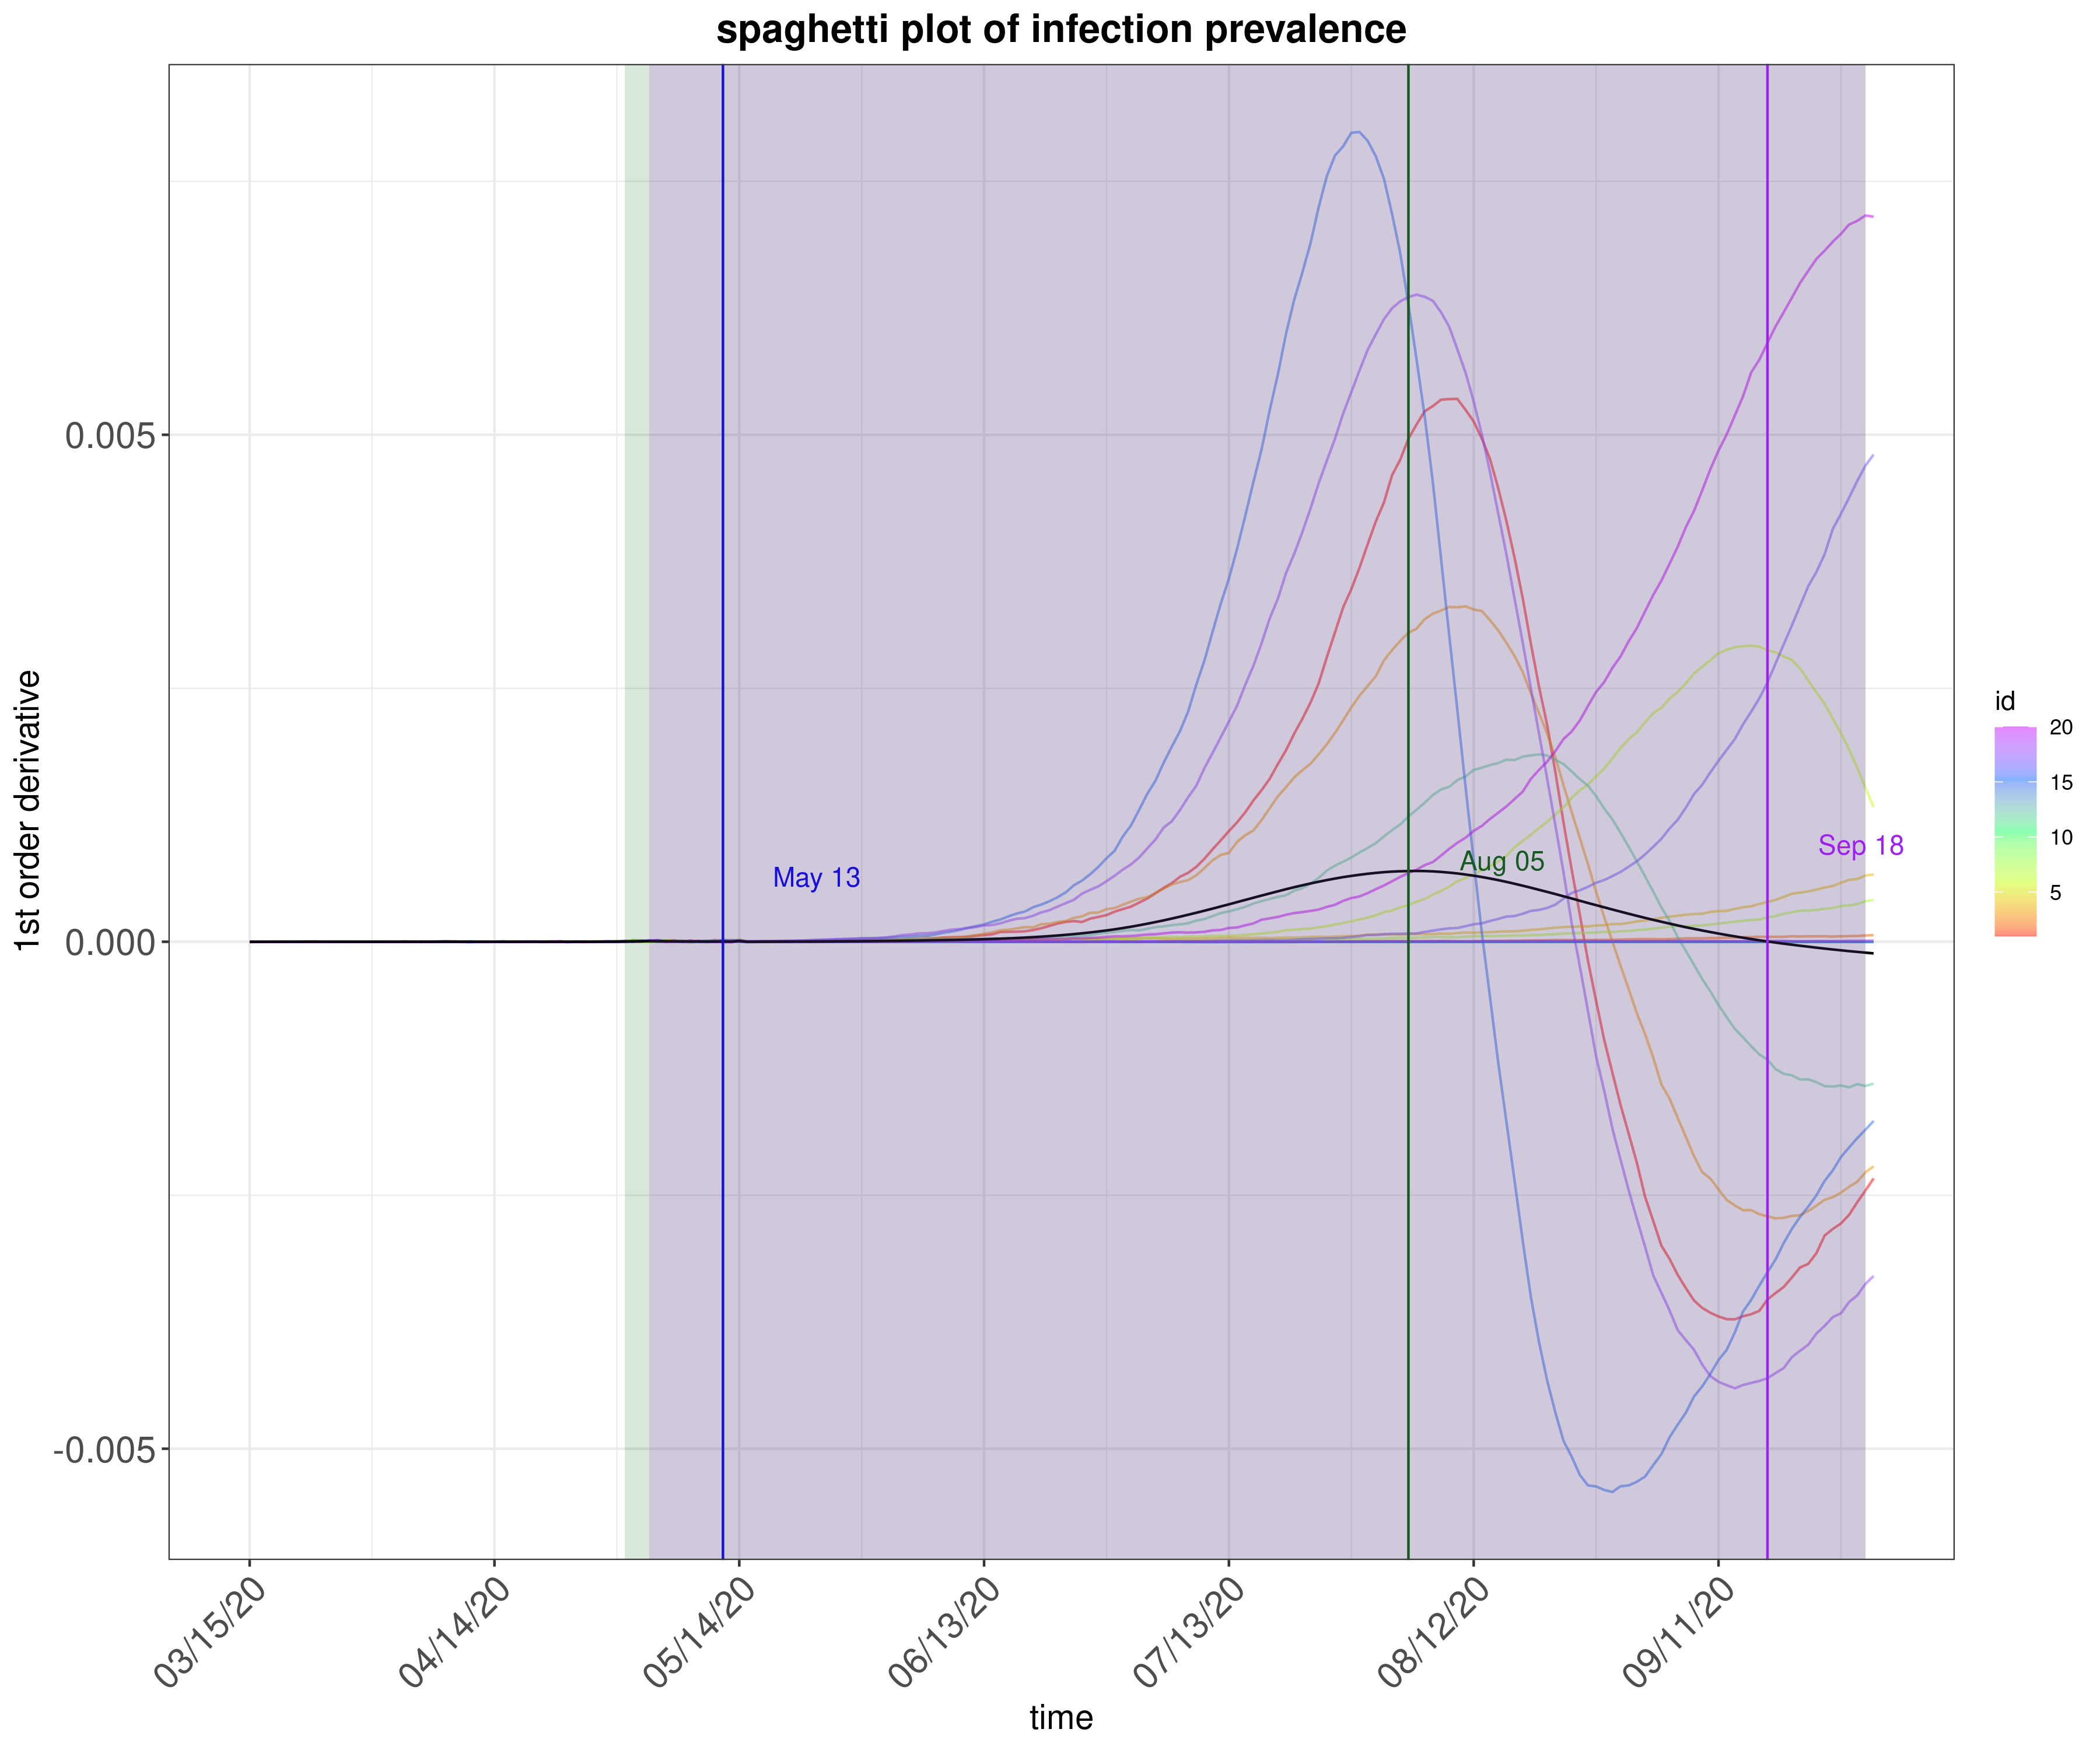 spaghetti plot of infection prevalence
1st order derivative
0.005
0.000
-0.005
May 13
Aug 05
Sep 18
id
20
15
10
5
03/15/20
04/14/20
05/14/20
06/13/20
07/13/20
08/12/20
09/11/20
time